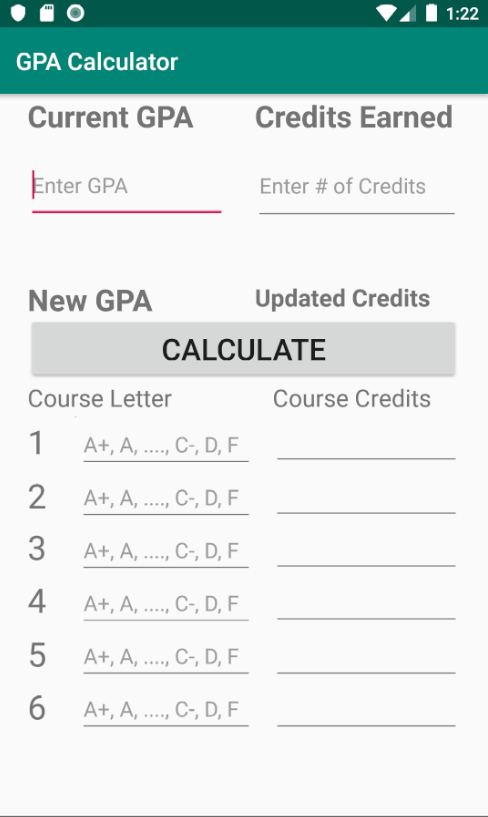 1:22
GPA Calculator
Current GPA Credits Earned
Enter GPA Enter # of Credits
New GPA Updated Credits
CALCULATE
Course Letter Course Credits
1 A+, A, ...., C-, D, F
2 A+, A, ...., C-, D, F
3 A+, A, ...., C-, D, F
4 A+, A, ...., C-, D, F
5 A+, A, ...., C-, D, F
6 A+, A, ...., C-, D, F